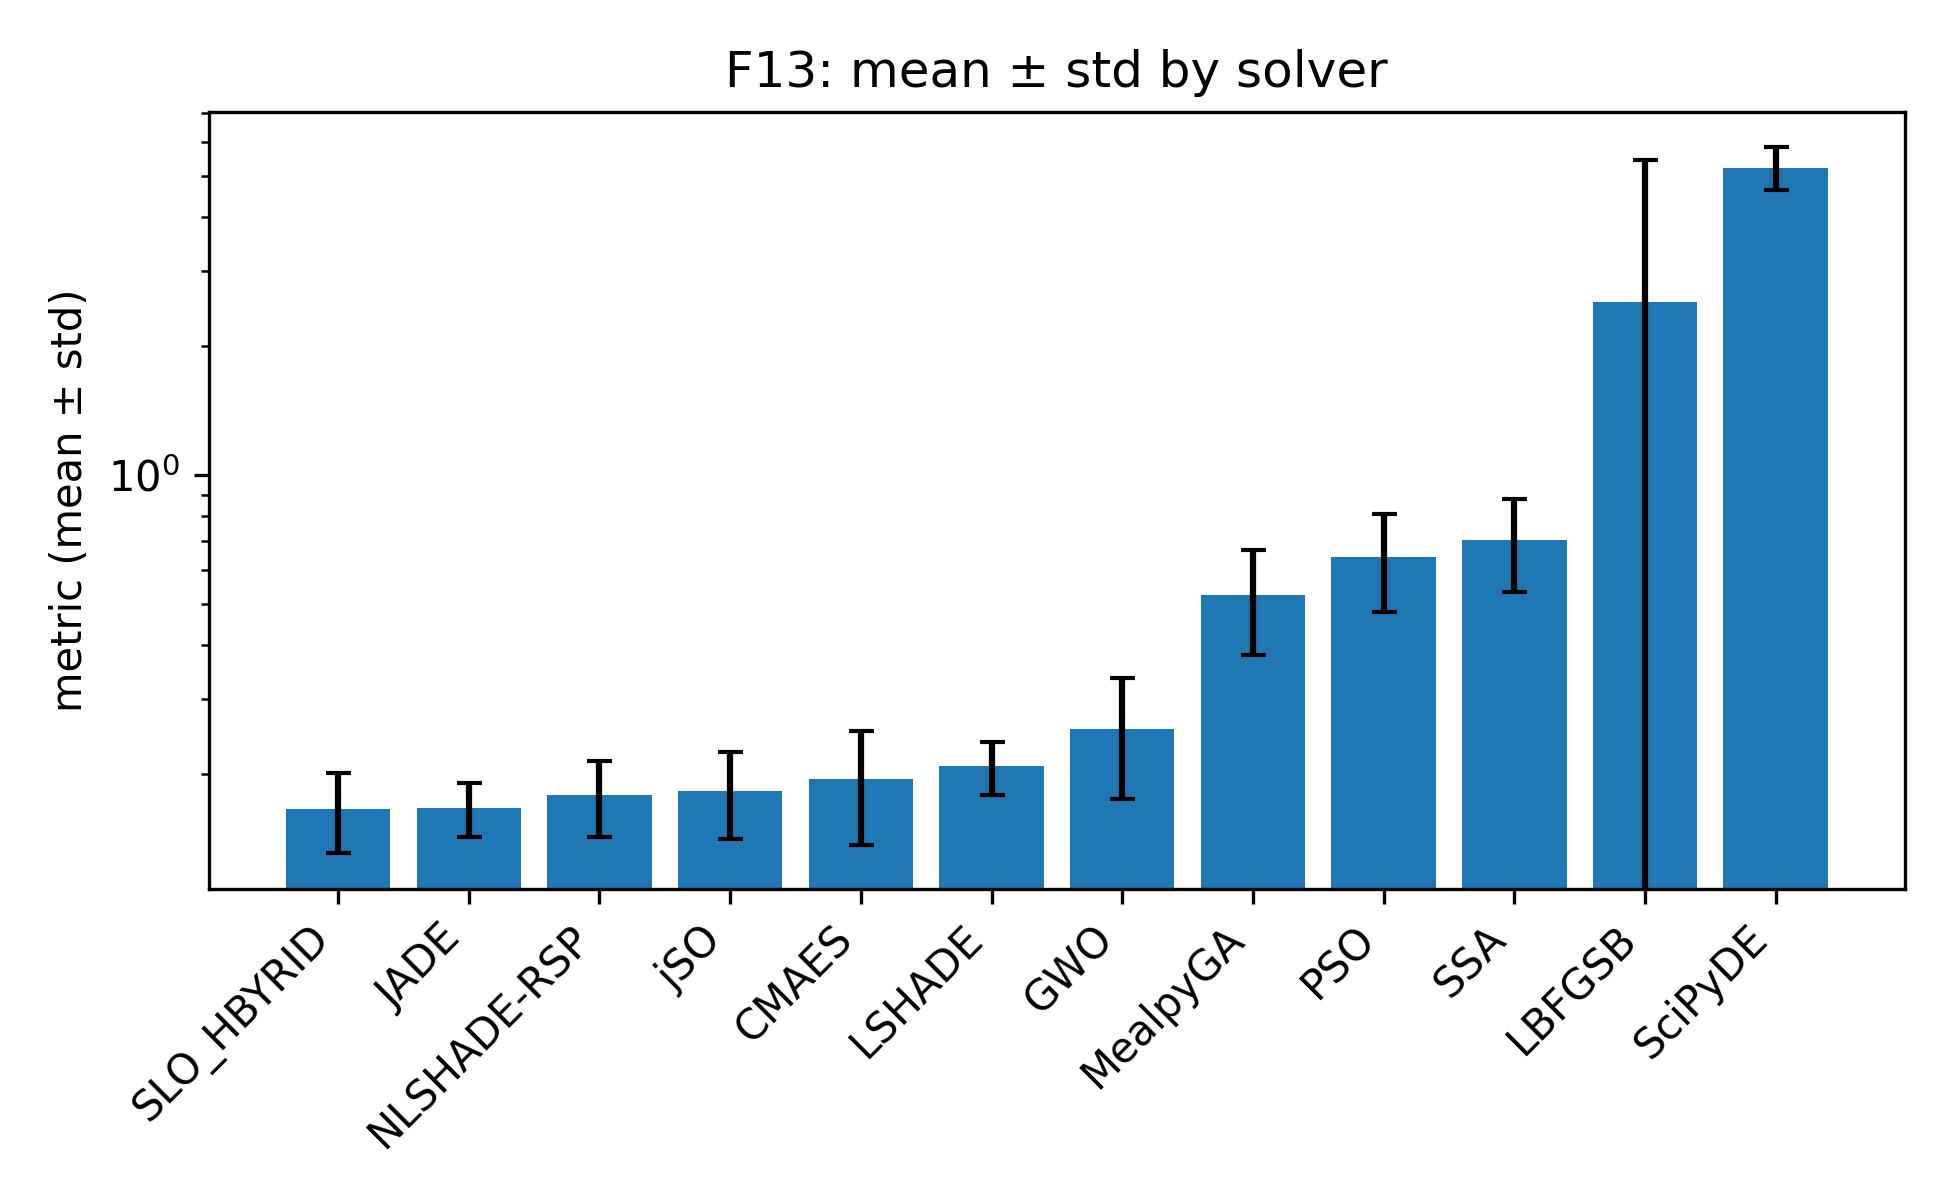 F13: mean ± std by solver
metric (mean ± std)
10⁰
SLO_HBYRID
JADE
NLSHADE-RSP
jSO
CMAES
LSHADE
GWO
MealpyGA
PSO
SSA
LBFGSB
SciPyDE